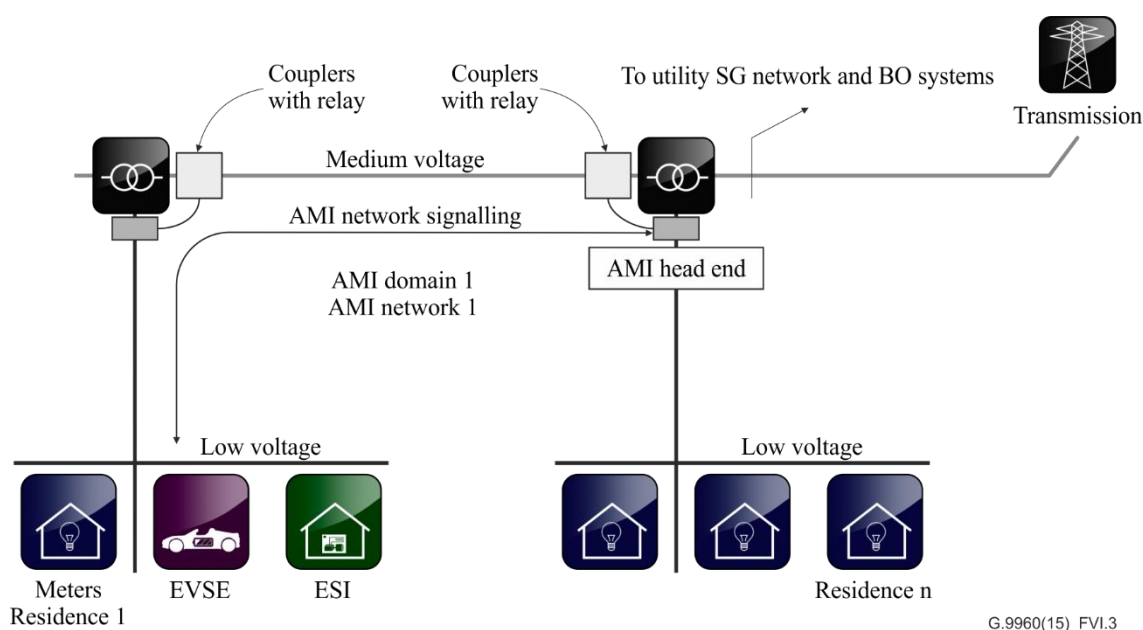 Couplers
with relay
Couplers
with relay
To utility SG network and BO systems
Transmission
Medium voltage
AMI network signalling
AMI head end
AMI domain 1
AMI network 1
Low voltage
Low voltage
Meters
Residence 1
EVSE
ESI
Residence n
G.9960(15)_FVI.3